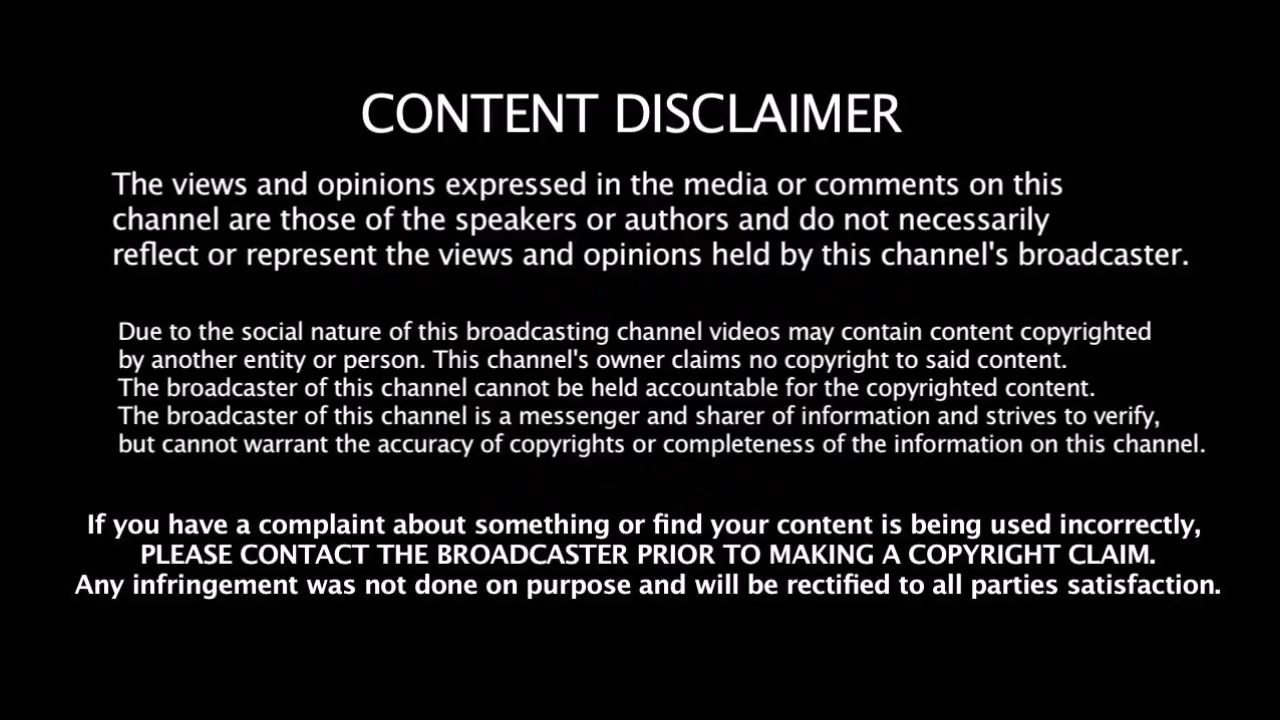 CONTENT DISCLAIMER
The views and opinions expressed in the media or comments on this
channel are those of the speakers or authors and do not necessarily
reflect or represent the views and opinions held by this channel's broadcaster.
Due to the social nature of this broadcasting channel videos may contain content copyrighted
by another entity or person. This channel's owner claims no copyright to said content.
The broadcaster of this channel cannot be held accountable for the copyrighted content.
The broadcaster of this channel is a messenger and sharer of information and strives to verify,
but cannot warrant the accuracy of copyrights or completeness of the information on this channel.
If you have a complaint about something or find your content is being used incorrectly,
PLEASE CONTACT THE BROADCASTER PRIOR TO MAKING A COPYRIGHT CLAIM.
Any infringement was not done on purpose and will be rectified to all parties satisfaction.